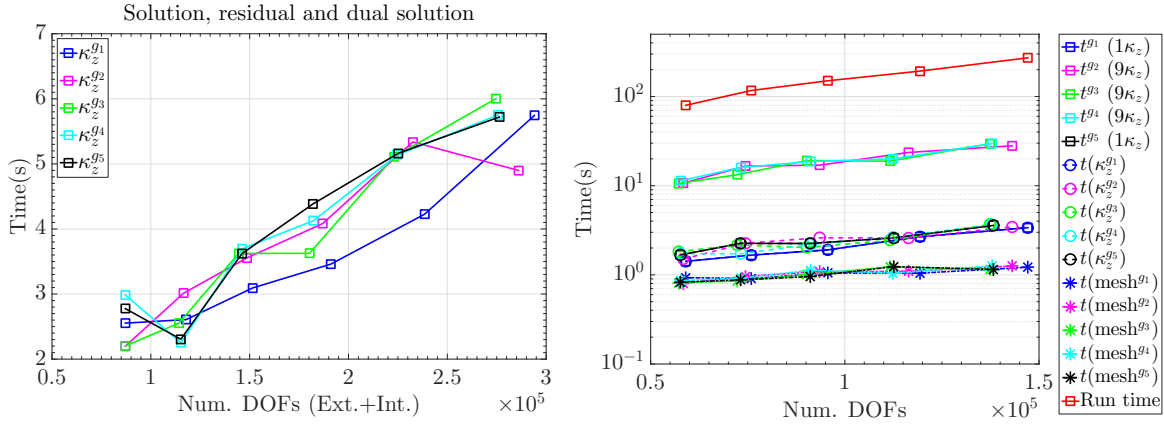 Solution, residual and dual solution
7
6
5
4
3
2
Time(s)
κ_z^{g_1}
κ_z^{g_2}
κ_z^{g_3}
κ_z^{g_4}
κ_z^{g_5}
0.5 1 1.5 2 2.5 3
Num. DOFs (Ext.+Int.) ×10^5
10^2
10^1
10^0
10^{−1}
Time(s)
0.5 1 1.5
Num. DOFs ×10^5
t^{g_1} (1κ_z)
t^{g_2} (9κ_z)
t^{g_3} (9κ_z)
t^{g_4} (9κ_z)
t^{g_5} (1κ_z)
t(κ_z^{g_1})
t(κ_z^{g_2})
t(κ_z^{g_3})
t(κ_z^{g_4})
t(κ_z^{g_5})
t(mesh^{g_1})
t(mesh^{g_2})
t(mesh^{g_3})
t(mesh^{g_4})
t(mesh^{g_5})
Run time